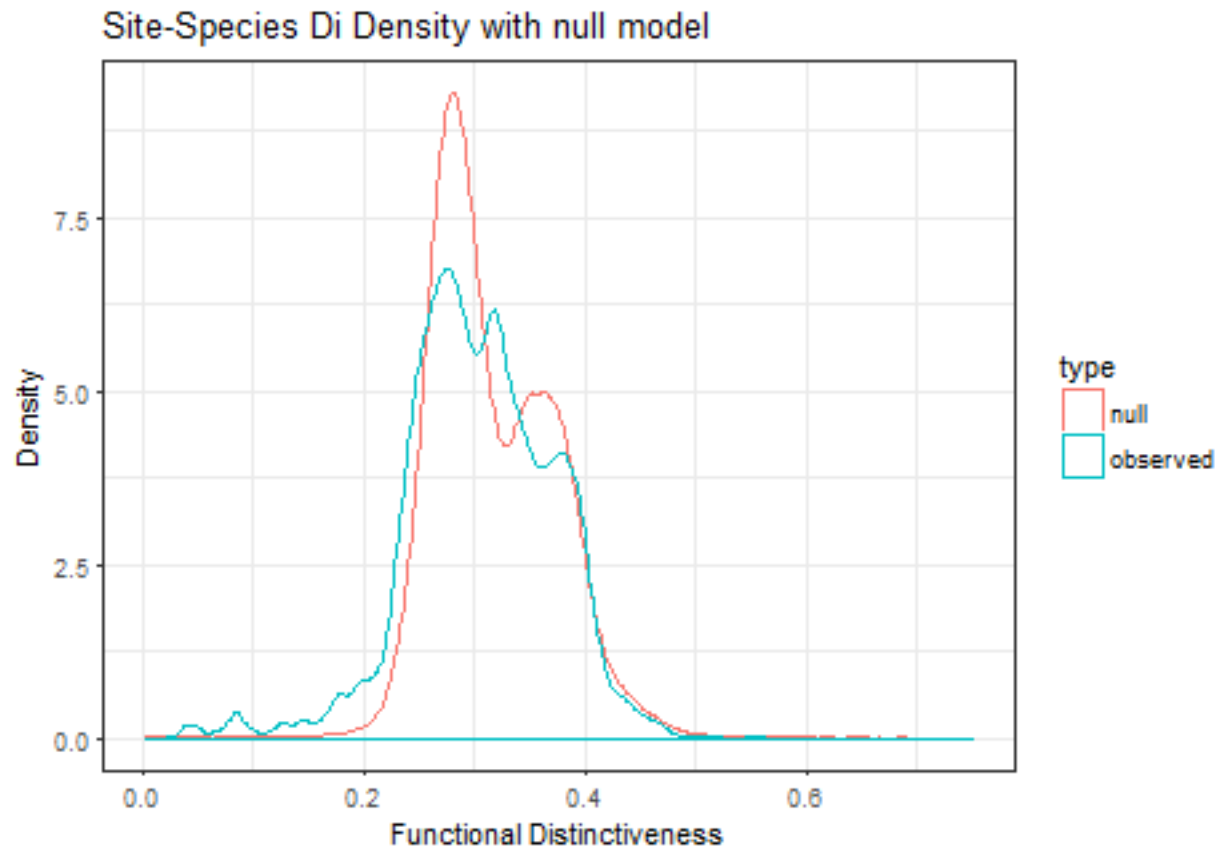 Site-Species Di Density with null model
7.5
5.0
2.5
0.0
Density
0.0 0.2 0.4 0.6
Functional Distinctiveness
type
null
observed